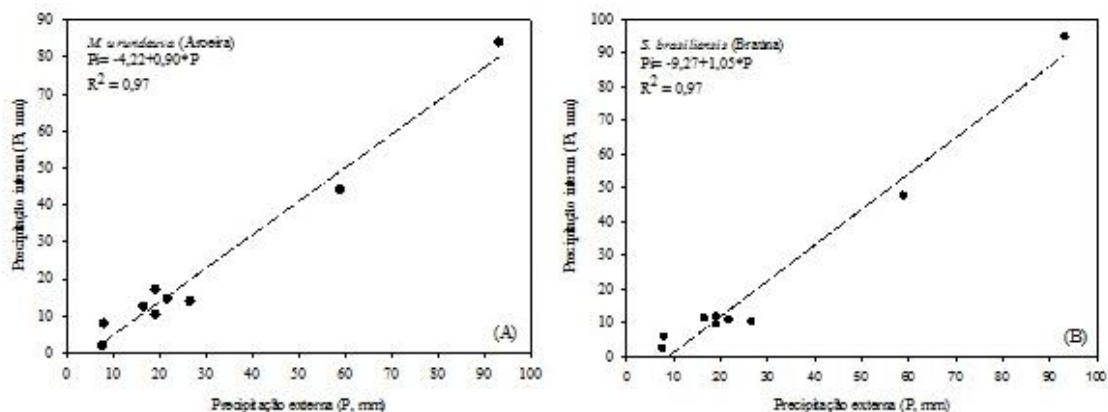 90
80
70
60
50
40
30
20
10
0
Precipitação interna (Pi, mm)
M. urundeuva (Aroeira)
Pi= -4,22+0,90*P
R2 = 0,97
(A)
0 10 20 30 40 50 60 70 80 90 100
Precipitação externa (P, mm)
100
90
80
70
60
50
40
30
20
10
0
Precipitação interna (Pi, mm)
S. brasiliensis (Braúna)
Pi= -9,27+1,05*P
R2 = 0,97
(B)
0 10 20 30 40 50 60 70 80 90 100
Precipitação externa (P, mm)